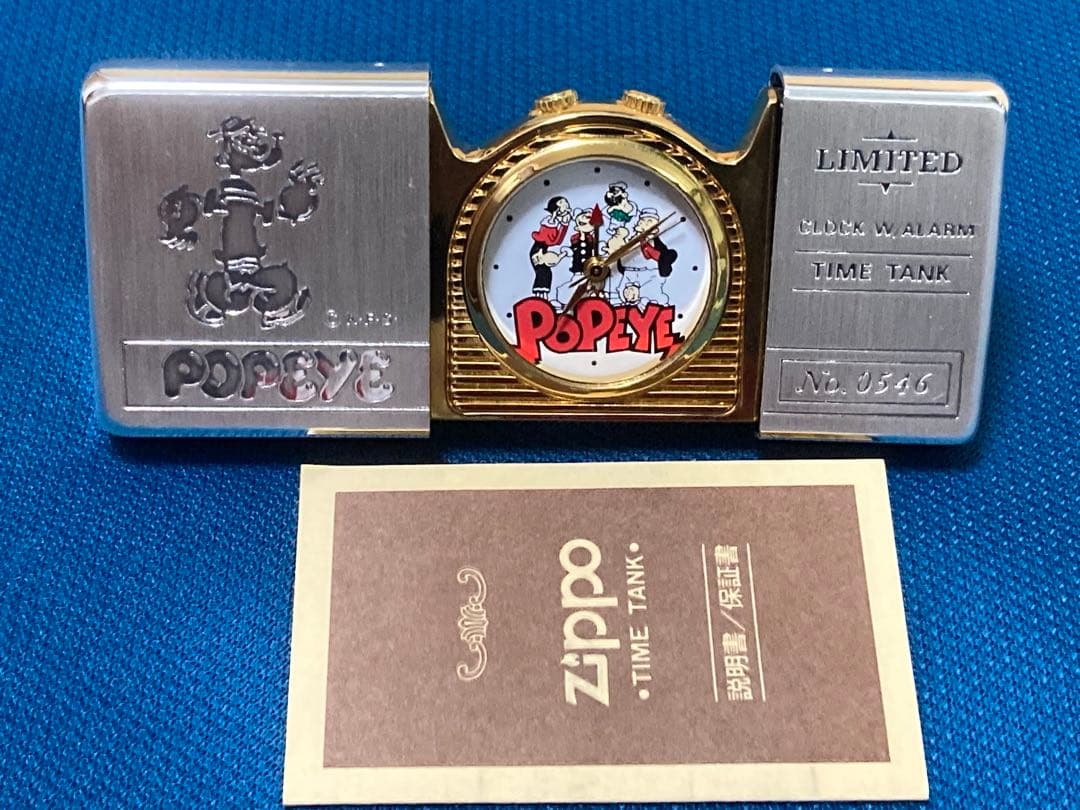 © K.F.S.
POPEYE
POPEYE
LIMITED
CLOCK W, ALARM
TIME TANK
No. 0546
Zippo
•TIME TANK•
説明書/保証書